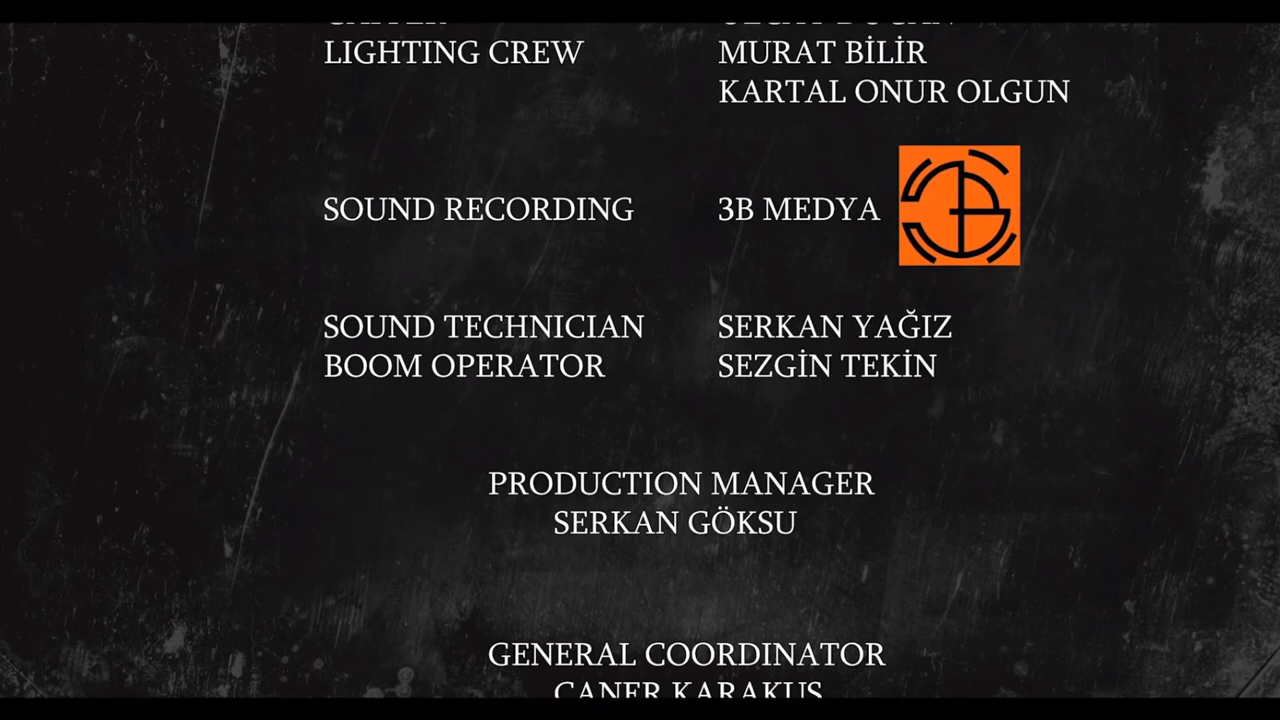 LIGHTING CREW MURAT BİLİR
KARTAL ONUR OLGUN
SOUND RECORDING 3B MEDYA
SOUND TECHNICIAN SERKAN YAĞIZ
BOOM OPERATOR SEZGİN TEKİN
PRODUCTION MANAGER
SERKAN GÖKSU
GENERAL COORDINATOR
CANER